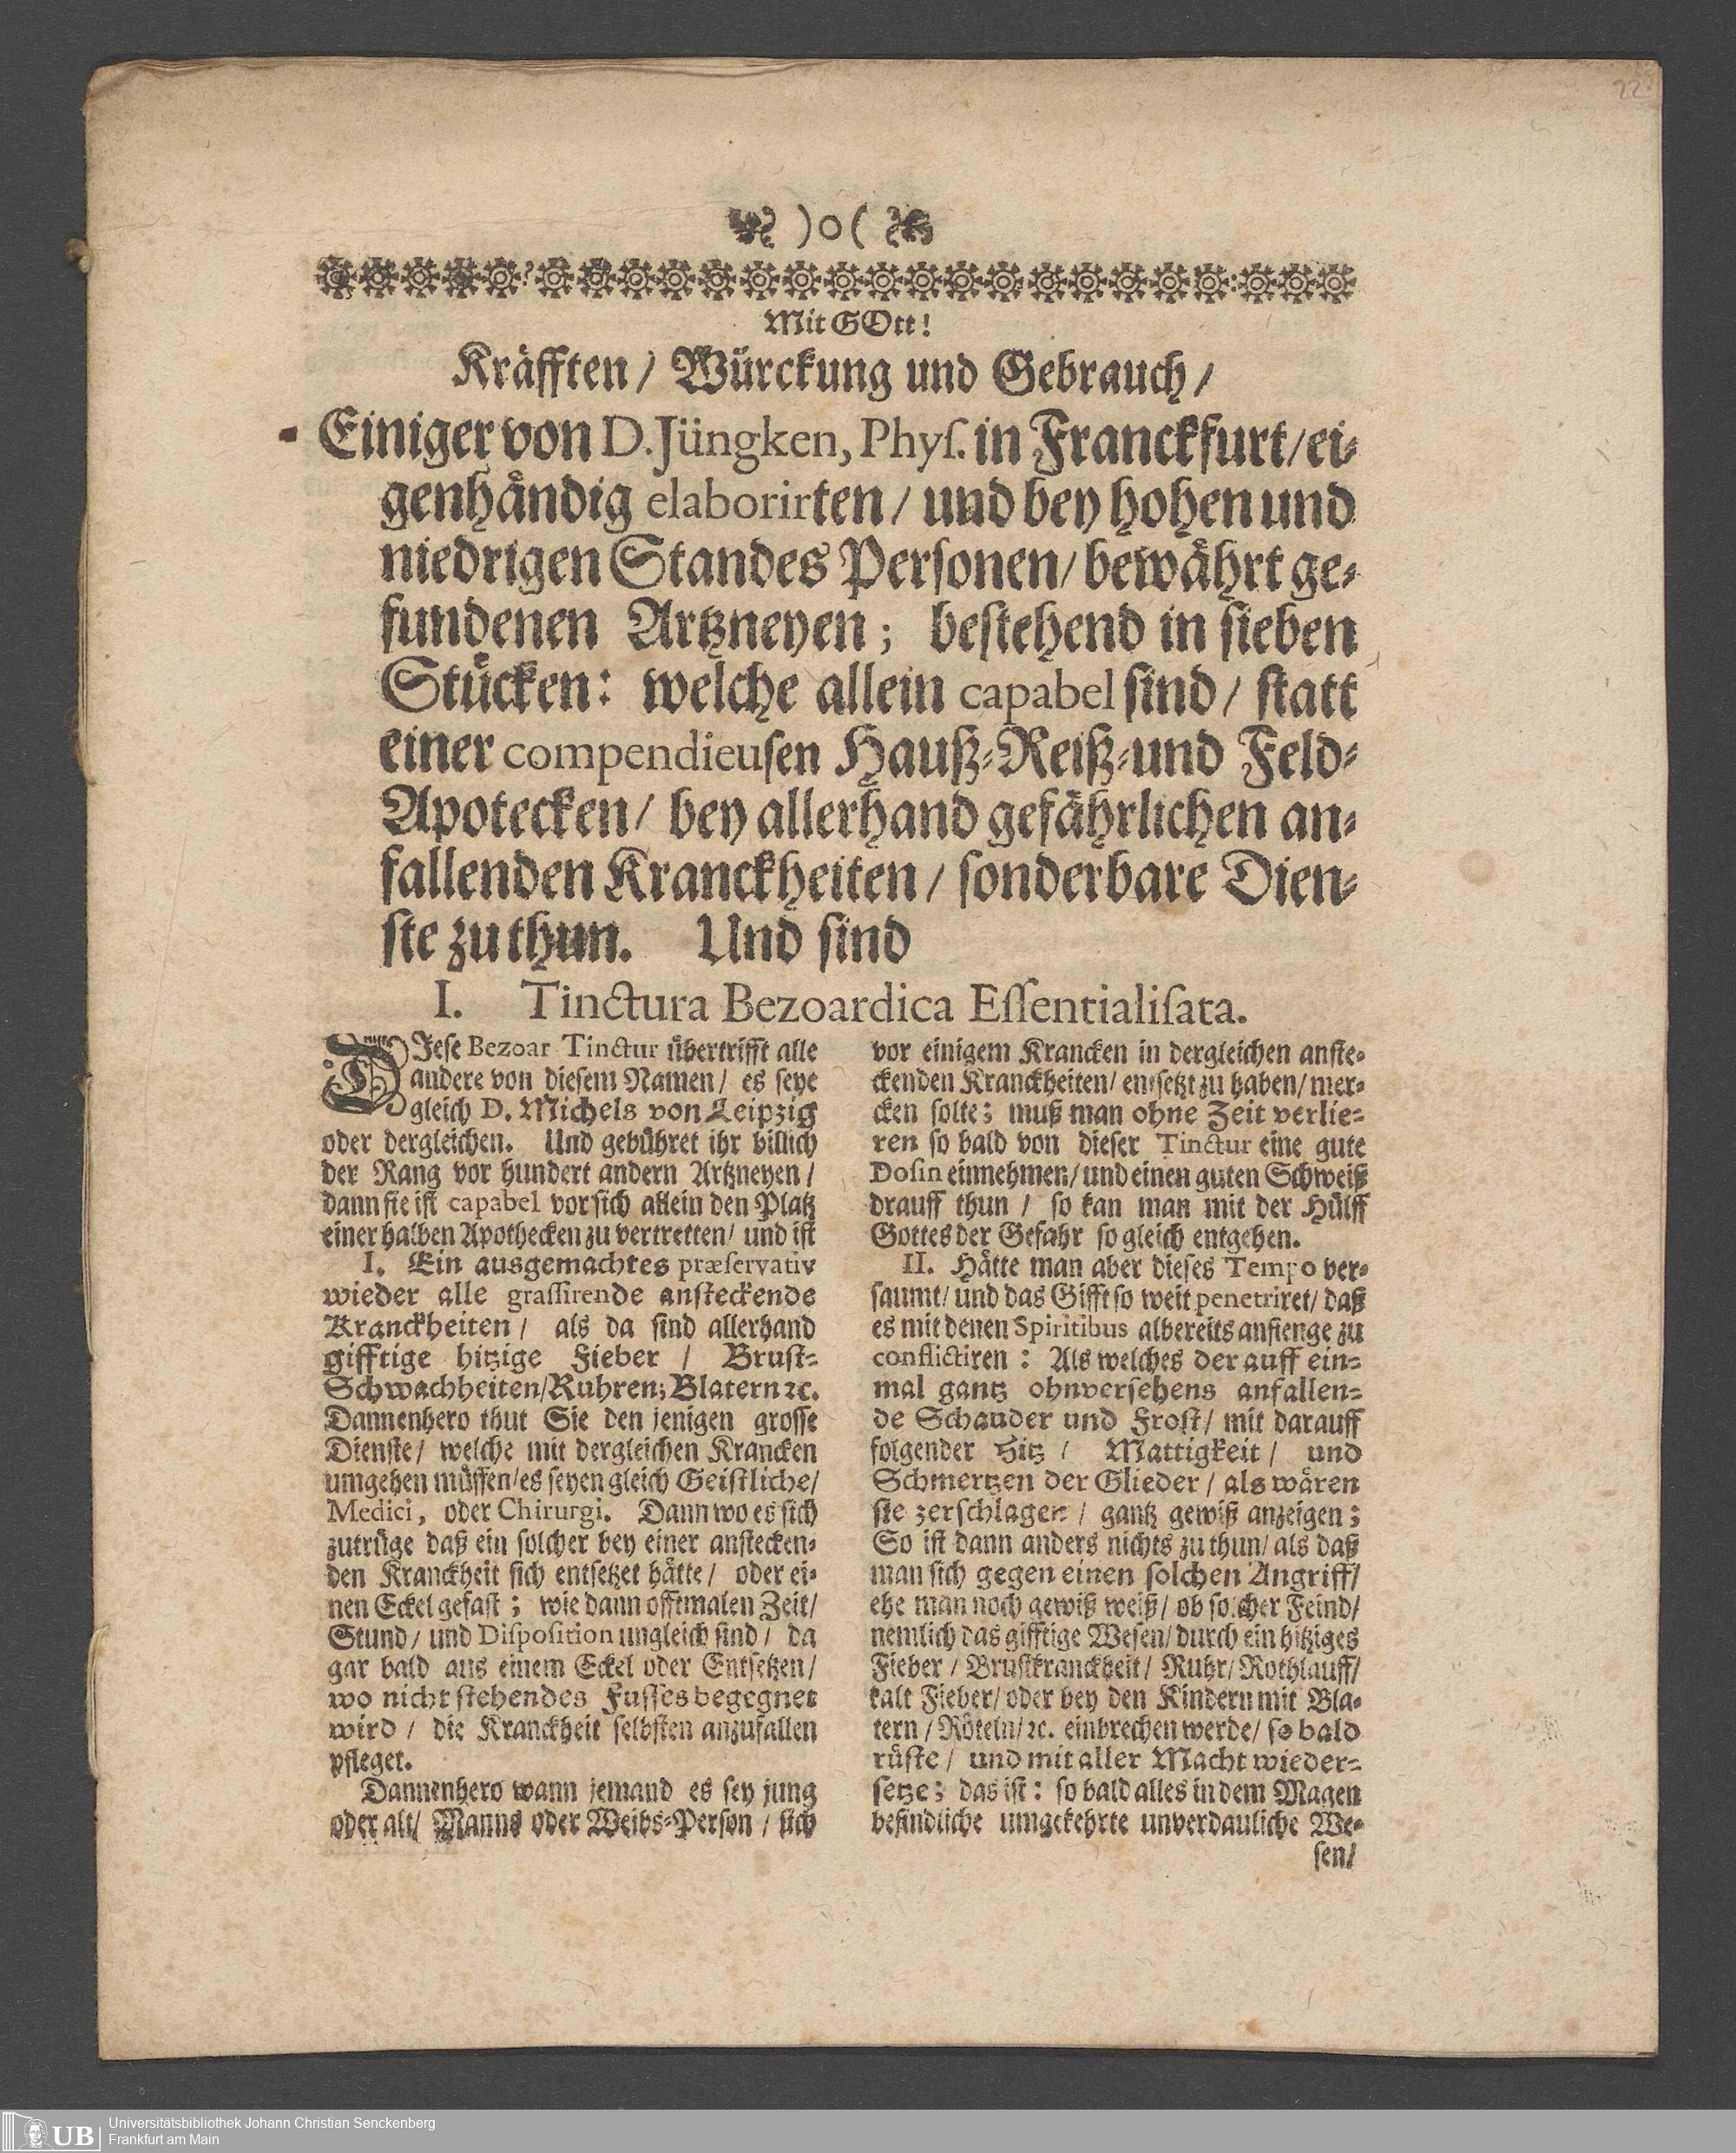 22
)o(
Mit GOtt!
Kräfften / Würckung und Gebrauch /
Einiger von D. Jüngken, Phyſ. in Franckfurt / ei-
genhändig elaborirten / und bey hohen und
niedrigen Standes Perſonen / bewährt ge-
fundenen Artzneyen; beſtehend in ſieben
Stücken: welche allein capabel ſind / ſtatt
einer compendieuſen Hauß-Reiß-und Feld-
Apotecken / bey allerhand gefährlichen an-
fallenden Kranckheiten / ſonderbare Dien-
ſte zu thun. Und ſind
I. Tinctura Bezoardica Eſſentialiſata.
DJeſe Bezoar Tinctur übertrifft alle
andere von dieſem Namen / es ſeye
gleich D. Michels von Leipzig
oder dergleichen. Und gebühret ihr billich
der Rang vor hundert andern Artzneyen /
dann ſie iſt capabel vor ſich allein den Platz
einer halben Apothecken zu vertretten / und iſt
I. Ein ausgemachtes præſervativ
wieder alle graſſirende anſteckende
Kranckheiten / als da ſind allerhand
gifftige hitzige Fieber / Bruſt-
Schwachheiten / Ruhren; Blatern ꝛc.
Dannenhero thut Sie den jenigen groſſe
Dienſte / welche mit dergleichen Krancken
umgehen müſſen / es ſeyen gleich Geiſtliche /
Medici, oder Chirurgi. Dann wo es ſich
zutrüge daß ein ſolcher bey einer anſtecken-
den Kranckheit ſich entſetzet hätte / oder ei-
nen Eckel gefaſt; wie dann offtmalen Zeit /
Stund / und Diſpoſition ungleich ſind / da
gar bald aus einem Eckel oder Entſetzen /
wo nicht ſtehendes Fuſſes begegnet
wird / die Kranckheit ſelbſten anzufallen
pfleget.
Dannenhero wann jemand es ſey jung
oder alt / Manns oder Weibs-Perſon / ſich
vor einigem Krancken in dergleichen anſte-
ckenden Kranckheiten / entſetzt zu haben / mer-
cken ſolte; muß man ohne Zeit verlie-
ren ſo bald von dieſer Tinctur eine gute
Doſin einnehmen / und einen guten Schweiß
drauff thun / ſo kan man mit der Hülff
Gottes der Gefahr ſo gleich entgehen.
II. Hätte man aber dieſes Tempo ver-
ſaumt / und das Gifft ſo weit penetriret / daß
es mit denen Spiritibus albereits anfienge zu
conflictiren: Als welches der auff ein-
mal gantz ohnverſehens anfallen-
de Schauder und Froſt / mit darauff
folgender Hitz / Mattigkeit / und
Schmertzen der Glieder / als wären
ſie zerſchlagen / gantz gewiß anzeigen;
So iſt dann anders nichts zu thun / als daß
man ſich gegen einen ſolchen Angriff /
ehe man noch gewiß weiß / ob ſolcher Feind /
nemlich das gifftige Weſen / durch ein hitziges
Fieber / Bruſtkranckheit / Ruhr / Rothlauff /
kalt Fieber / oder bey den Kindern mit Bla-
tern / Röteln / ꝛc. einbrechen werde / ſo bald
rüſte / und mit aller Macht wieder-
ſetze; das iſt: ſo bald alles in dem Magen
befindliche umgekehrte unverdauliche We-
ſen /
UB
Universitätsbibliothek Johann Christian Senckenberg
Frankfurt am Main